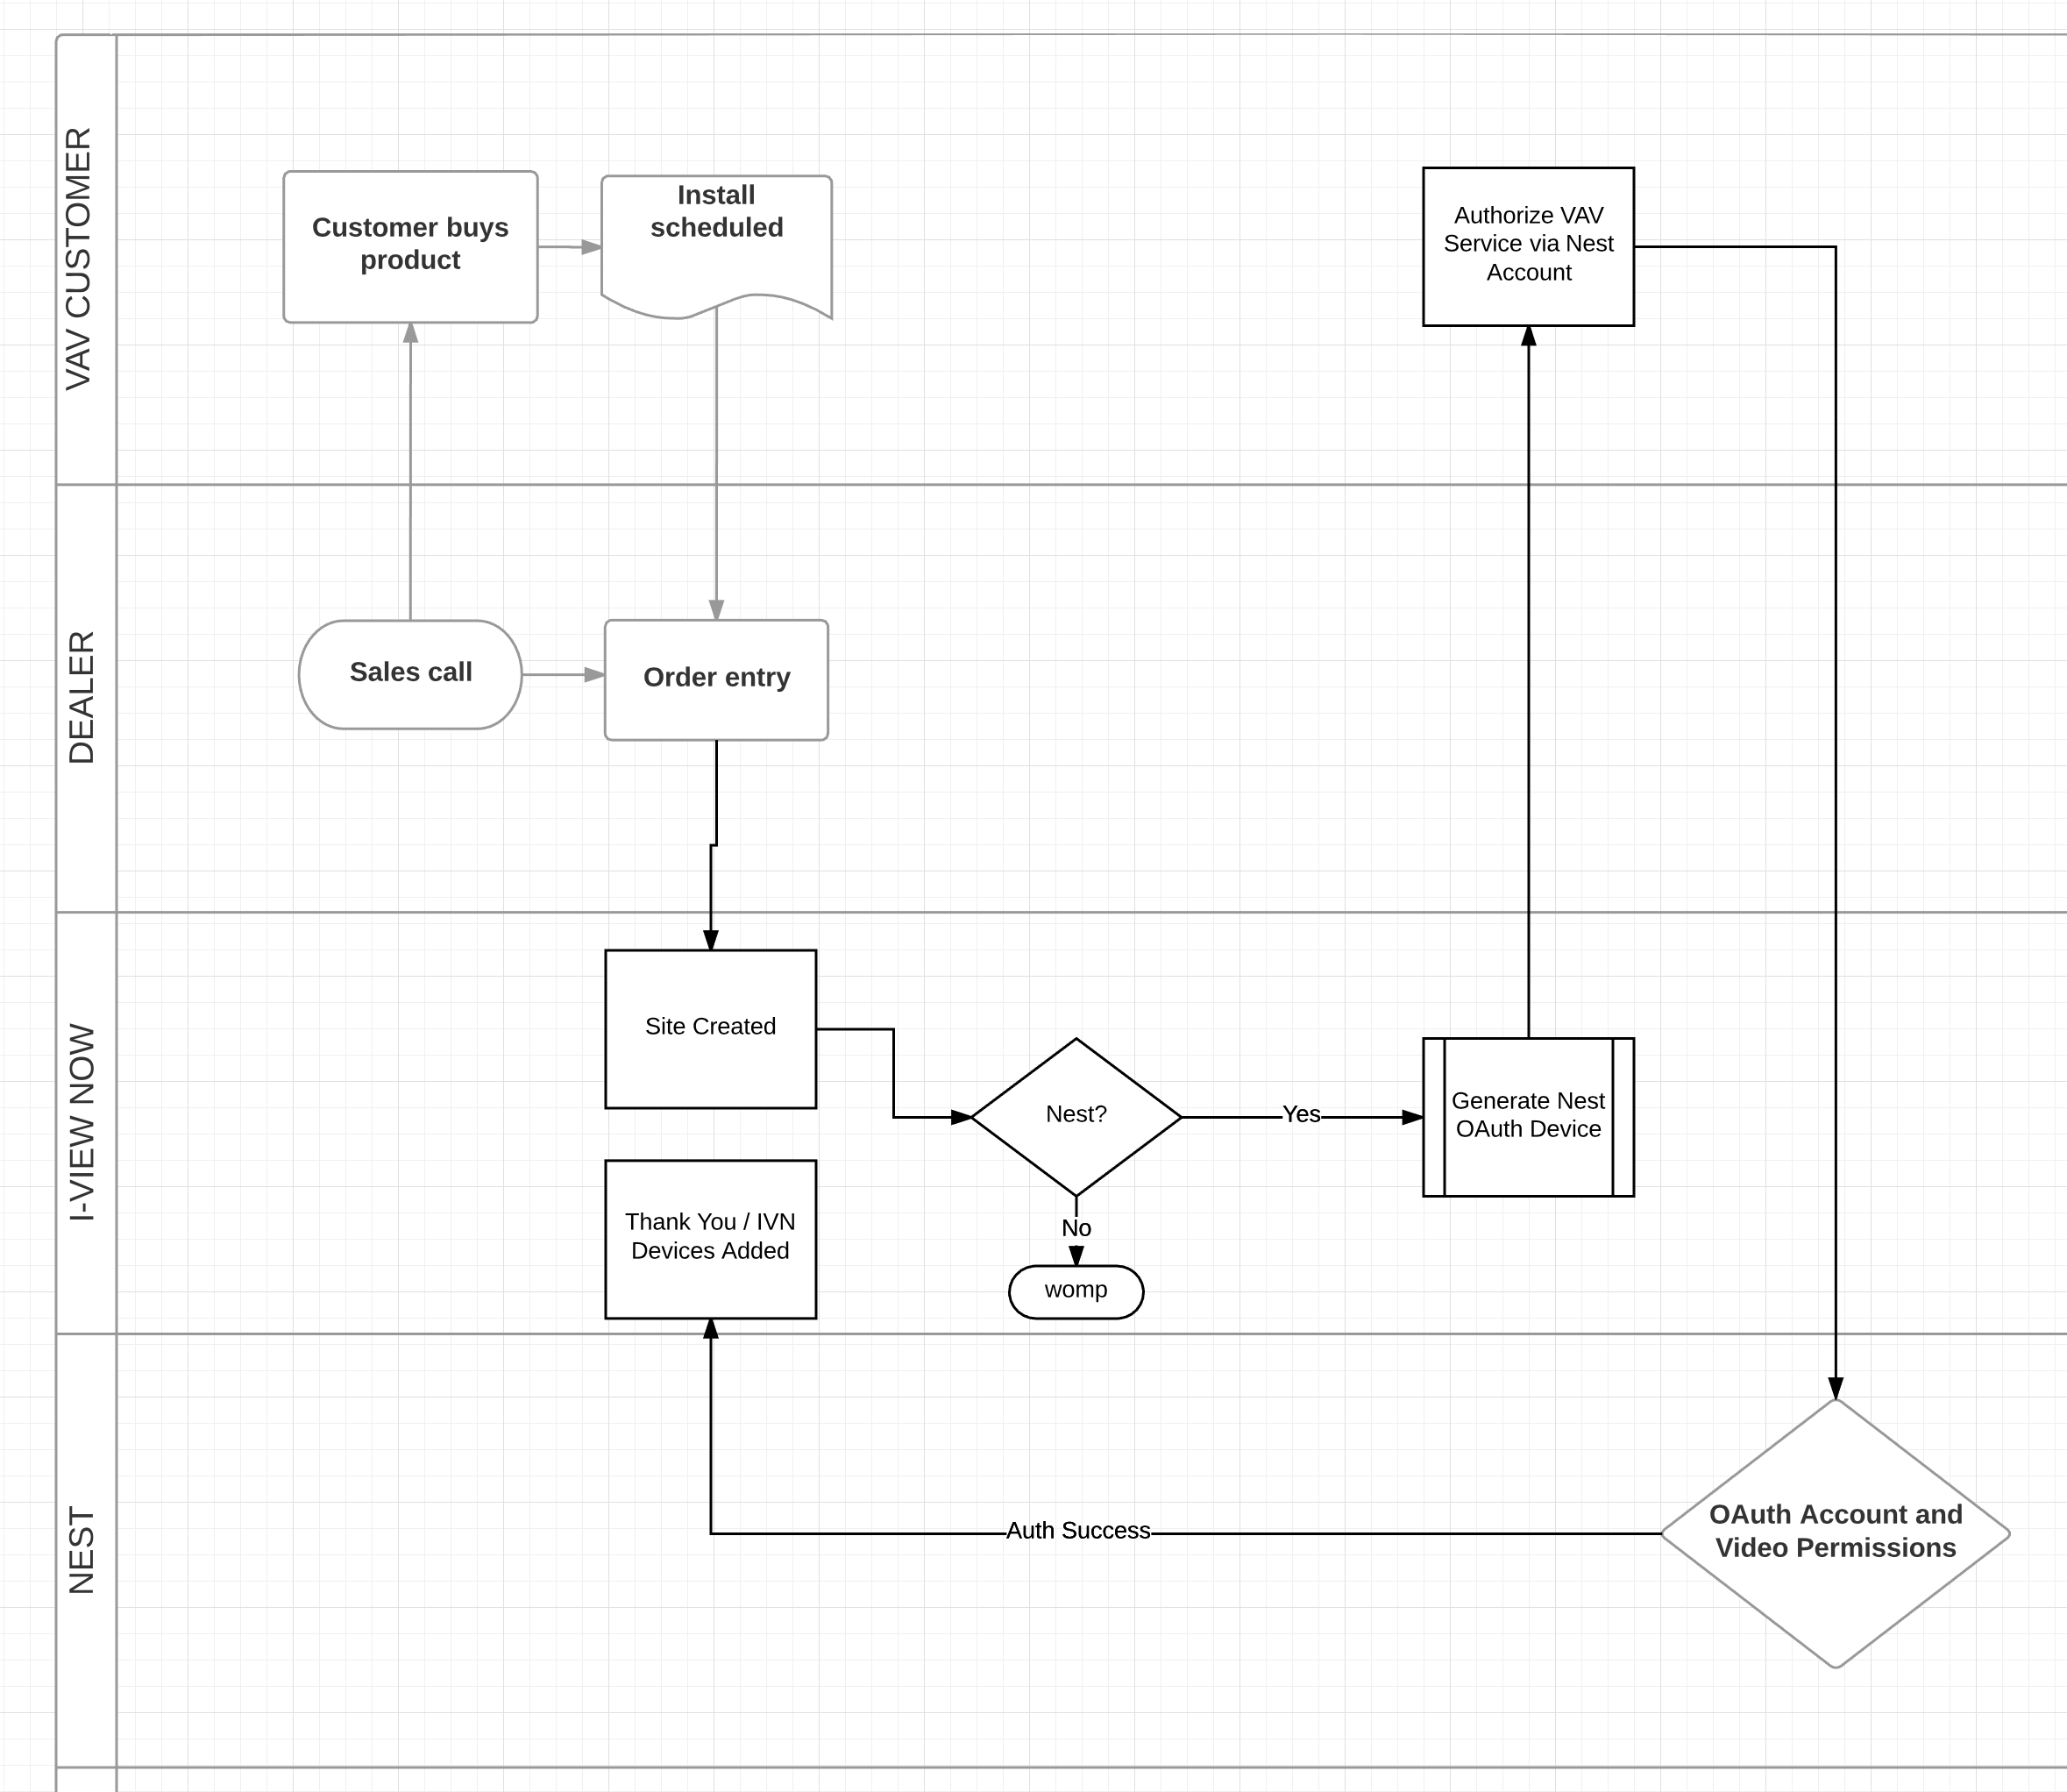 VAV CUSTOMER
Customer buys
product
Install
scheduled
Authorize VAV
Service via Nest
Account
DEALER
Sales call
Order entry
I-VIEW NOW
Site Created
Nest?
Yes
Generate Nest
OAuth Device
No
womp
Thank You / IVN
Devices Added
NEST
Auth Success
OAuth Account and
Video Permissions